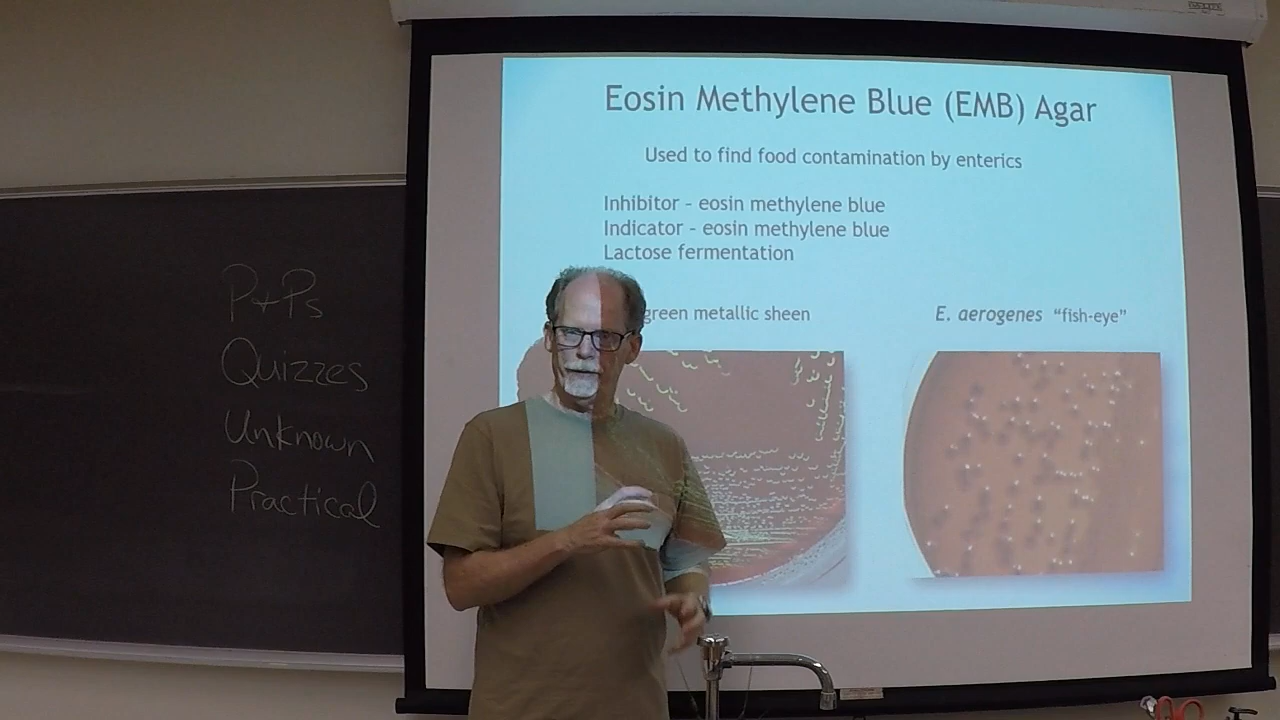 P+Ps
Quizzes
Unknown
Practical
Eosin Methylene Blue (EMB) Agar
Used to find food contamination by enterics
Inhibitor - eosin methylene blue
Indicator - eosin methylene blue
Lactose fermentation
green metallic sheen
E. aerogenes “fish-eye”